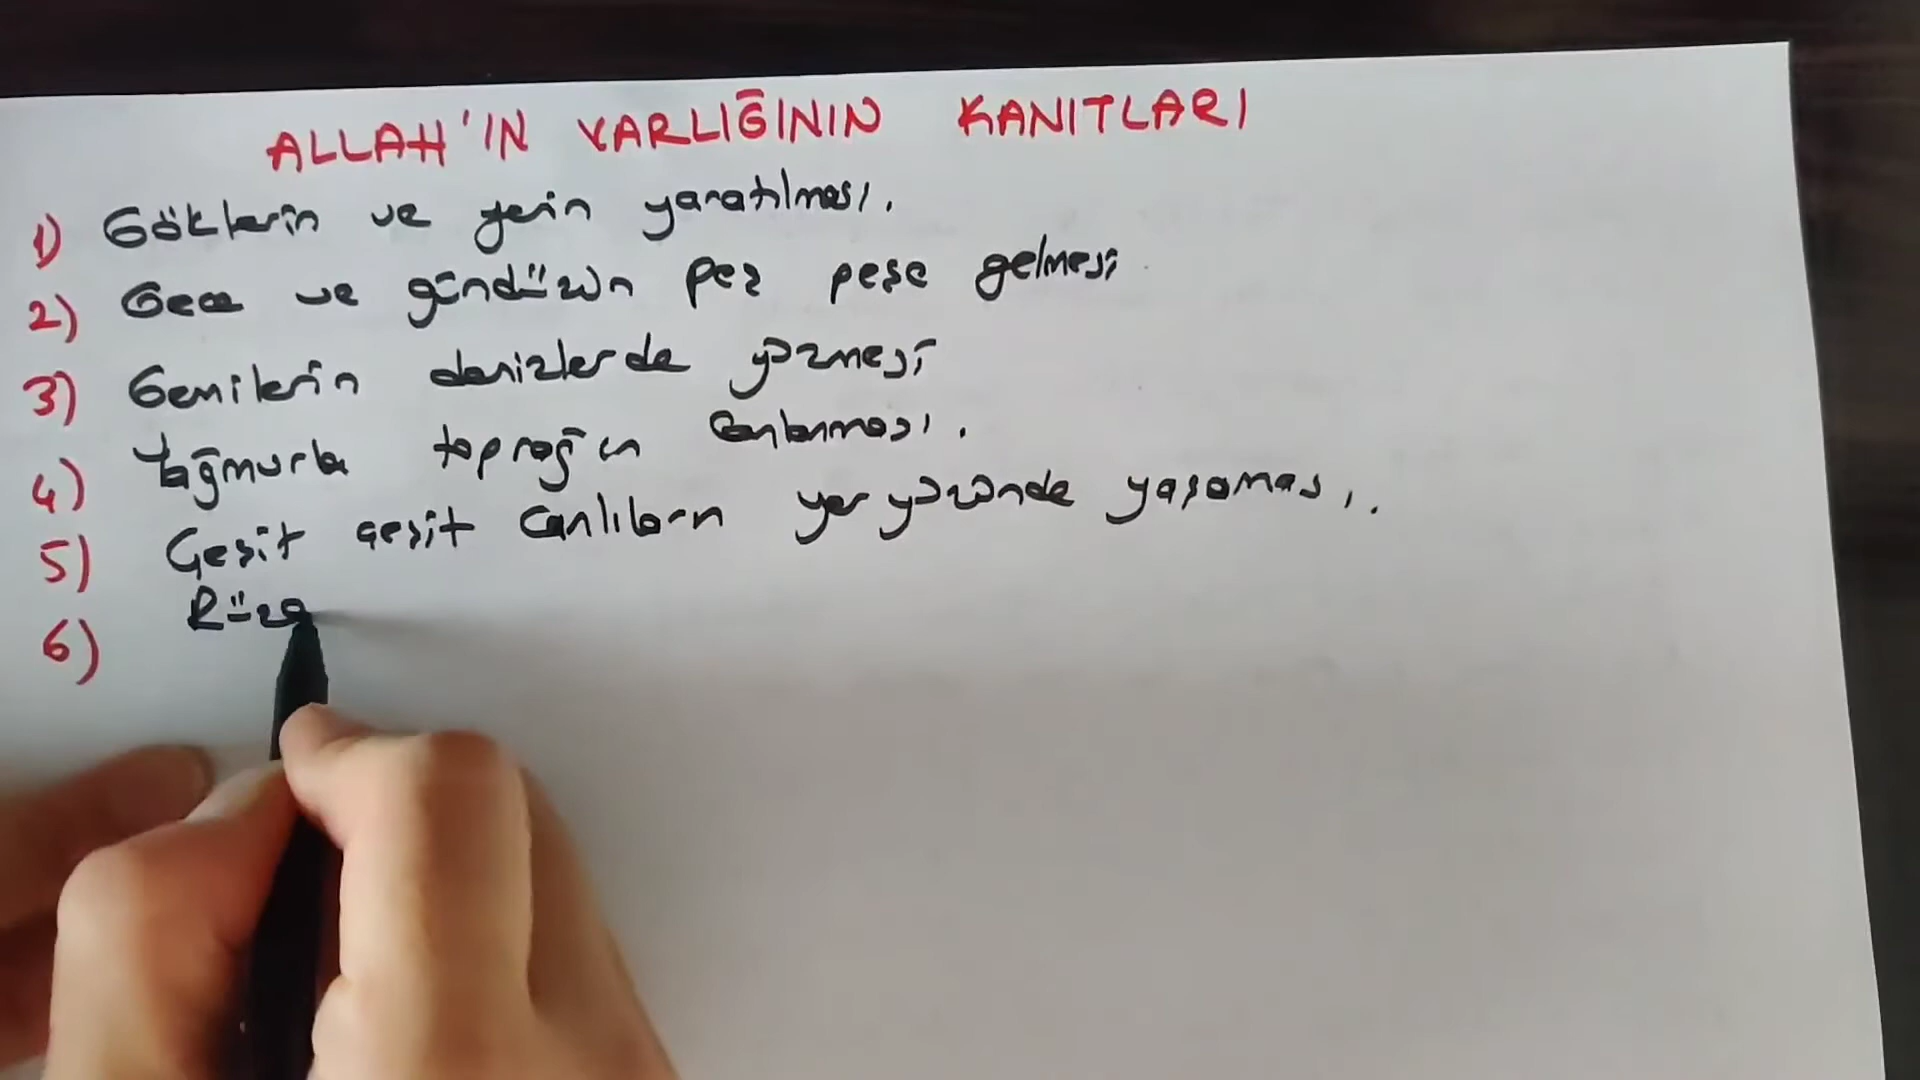 ALLAH'IN VARLIĞININ KANITLARI
1) Göklerin ve yerin yaratılması.
2) Gece ve gündüzün peş peşe gelmesi
3) Gemilerin denizlerde yüzmesi
4) Yağmurla toprağın canlanması.
5) Çeşit çeşit canlıların yeryüzünde yaşaması.
6) Rüzg